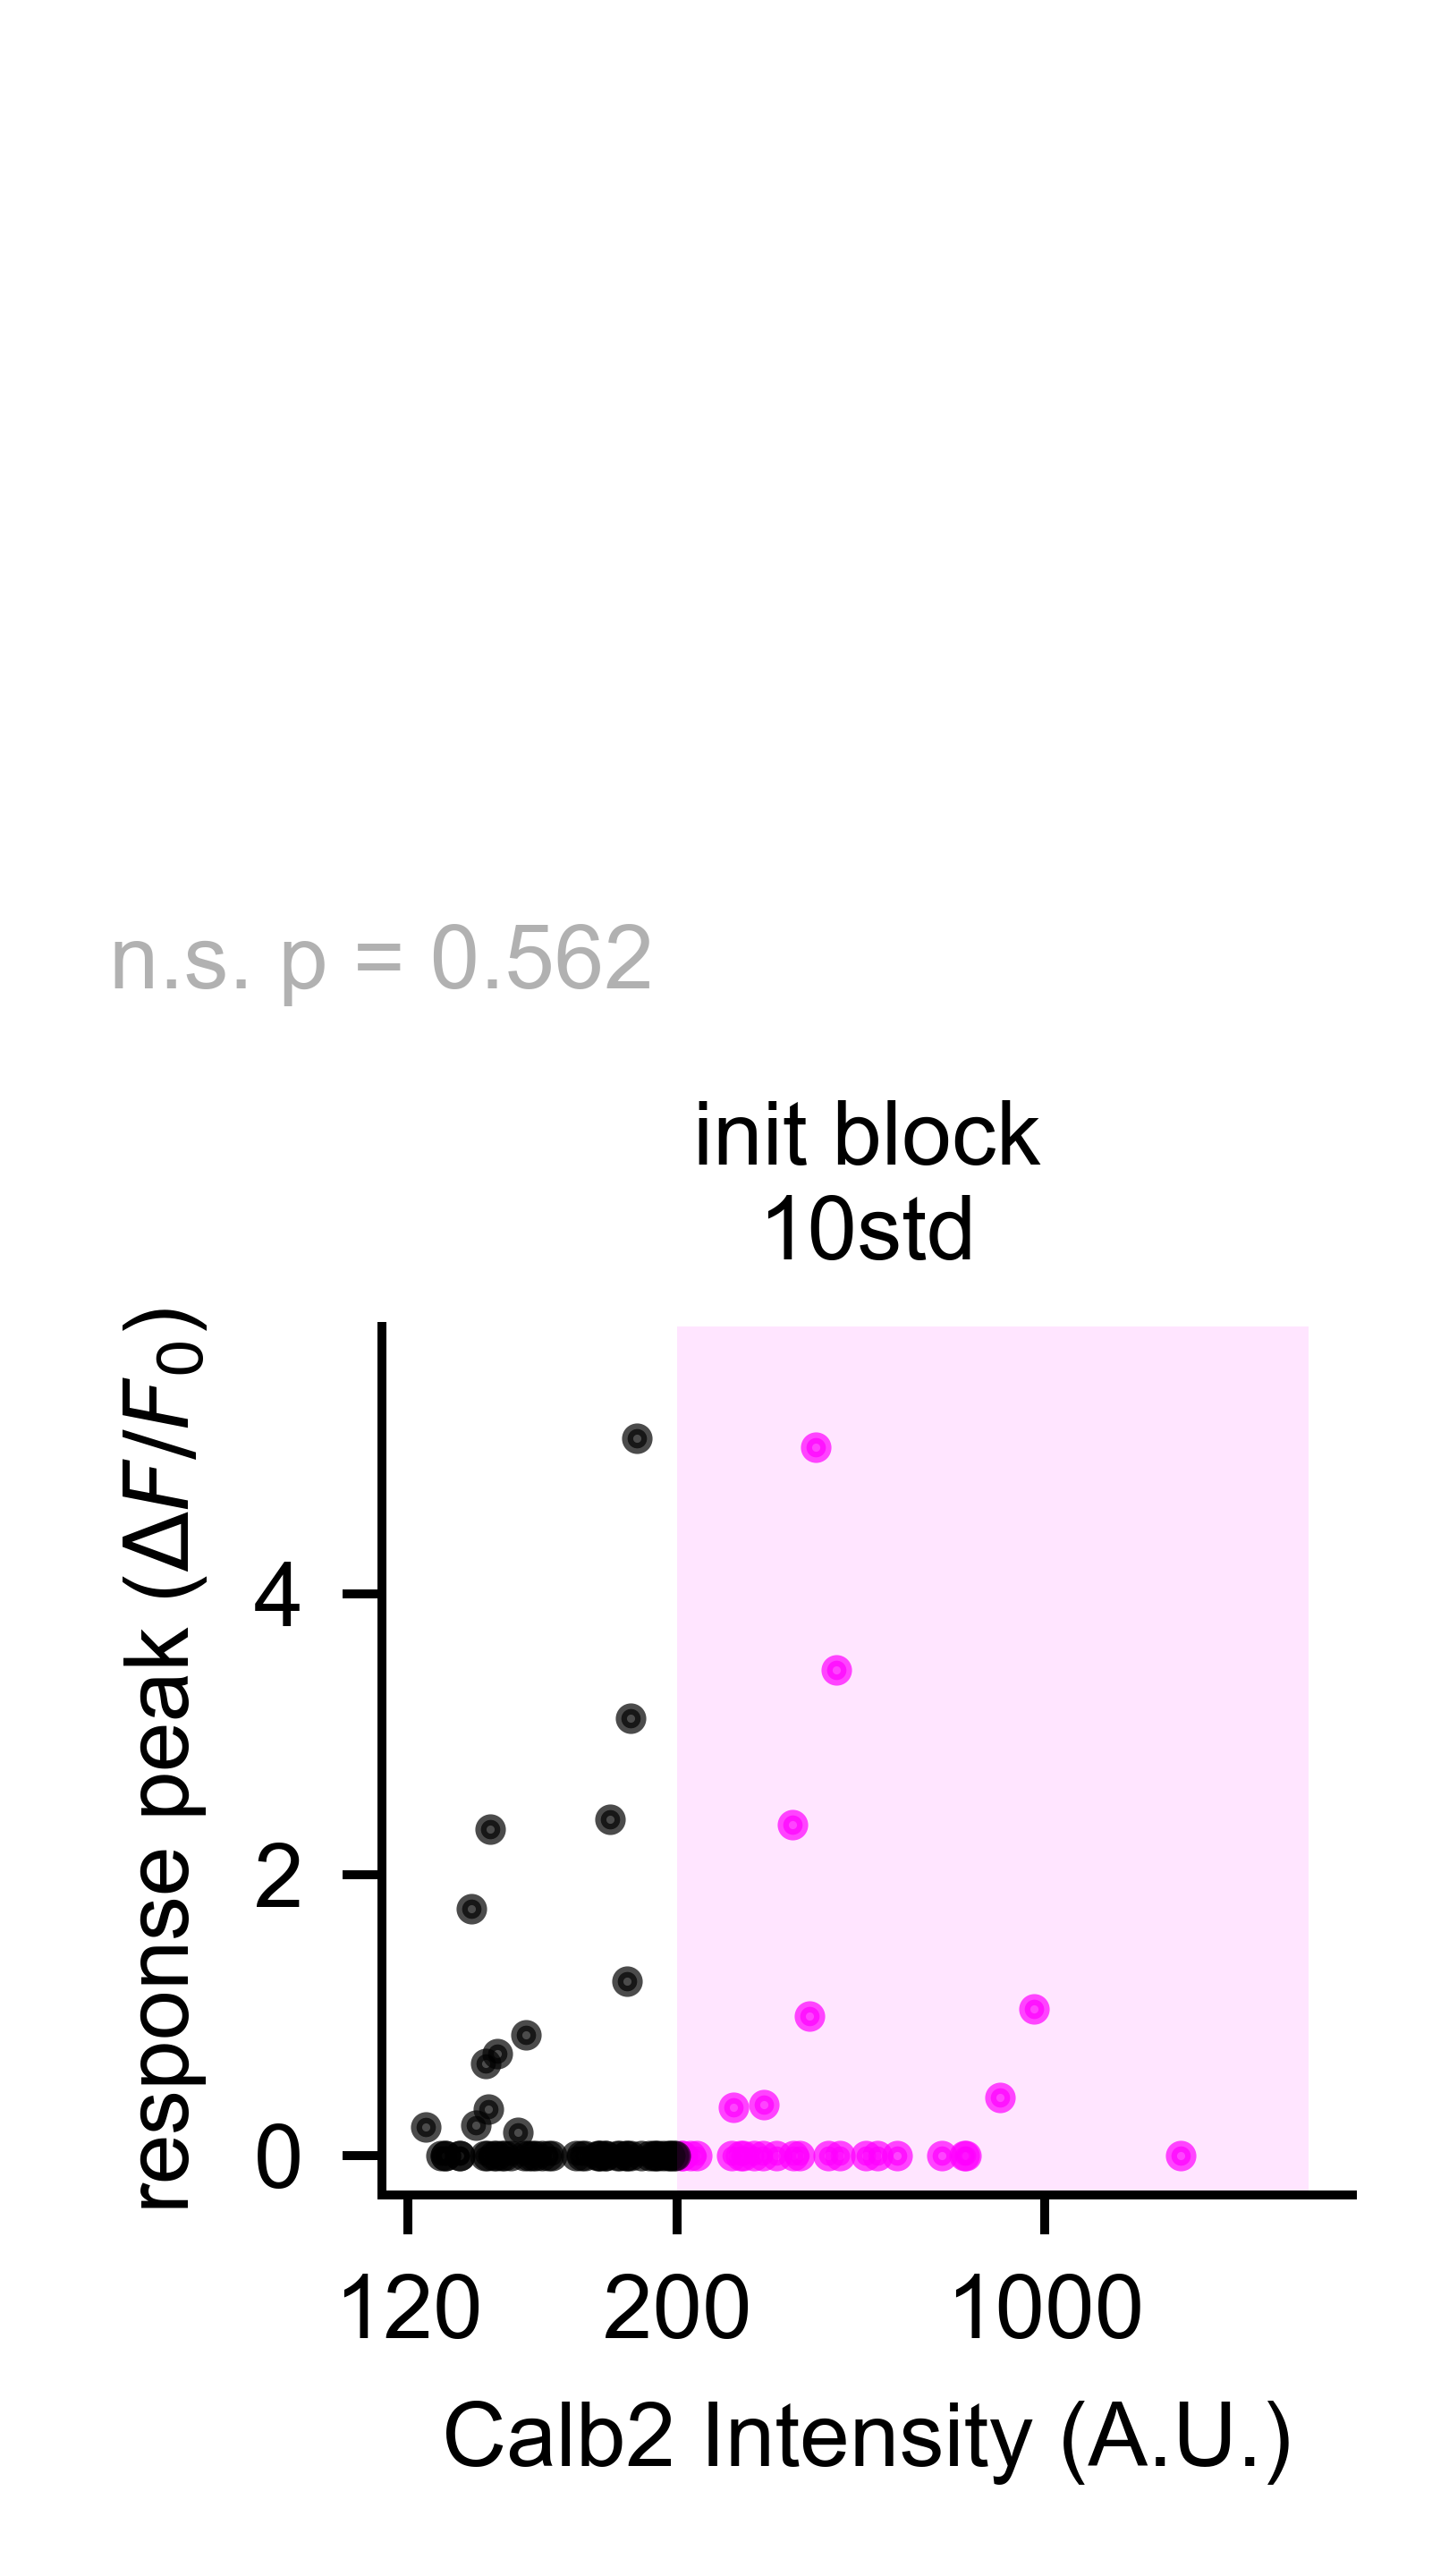 n.s. p = 0.562
init block
10std
response peak (ΔF/F₀)
4
2
0
120 200 1000
Calb2 Intensity (A.U.)